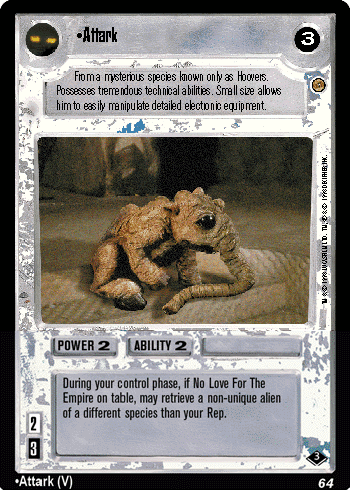 •Attark
3
From a mysterious species known only as Hoovers.
Possesses tremendous technical abilities. Small size allows
him to easily manipulate detailed electronic equipment.
POWER 2
ABILITY 2
During your control phase, if No Love For The
Empire on table, may retrieve a non-unique alien
of a different species than your Rep.
2
3
3
•Attark (V)
64